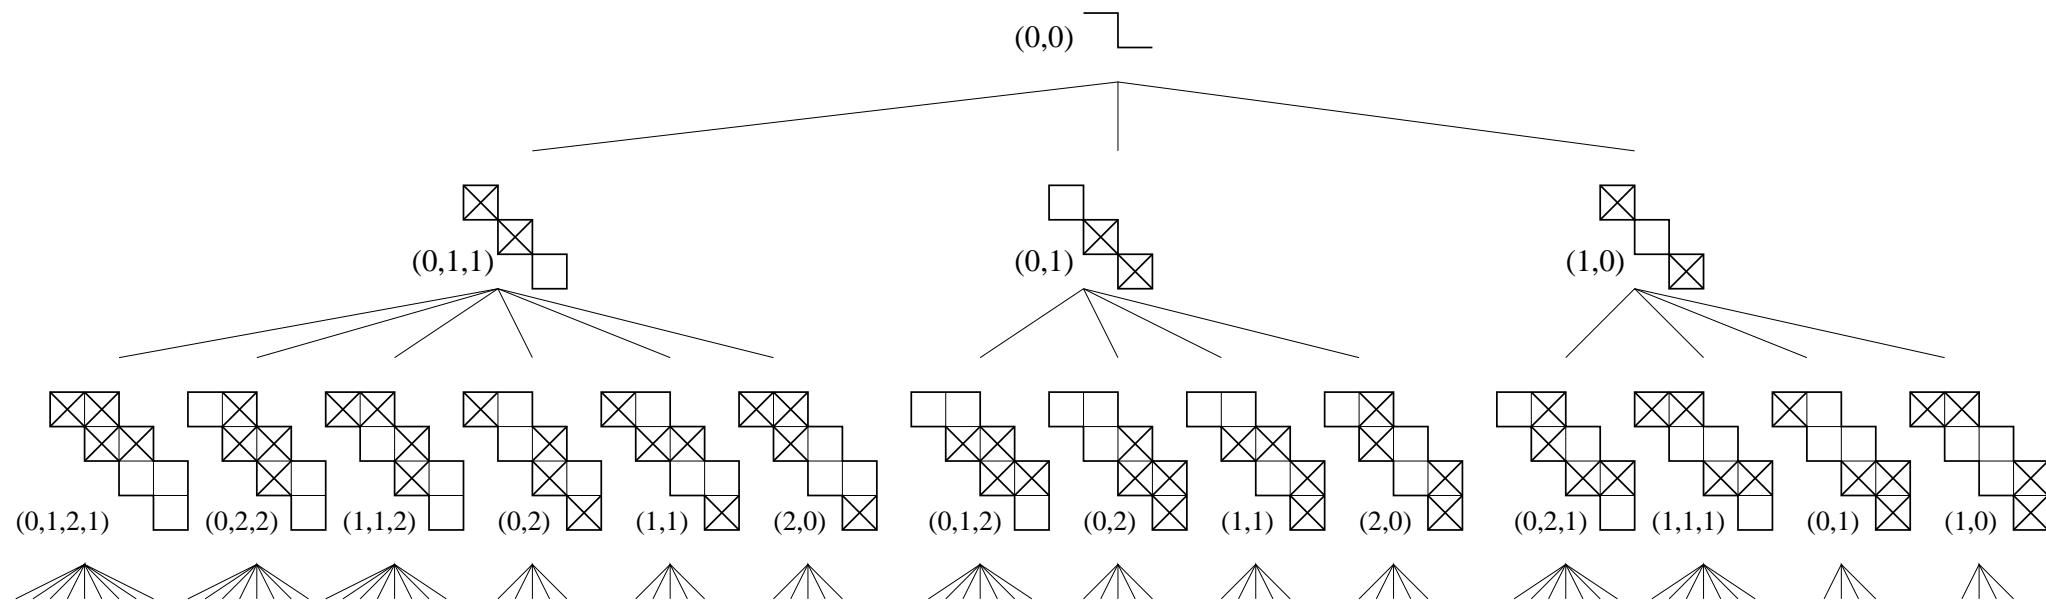 (0,0)
(0,1,1) (0,1) (1,0)
(0,1,2,1) (0,2,2) (1,1,2) (0,2) (1,1) (2,0) (0,1,2) (0,2) (1,1) (2,0) (0,2,1) (1,1,1) (0,1) (1,0)